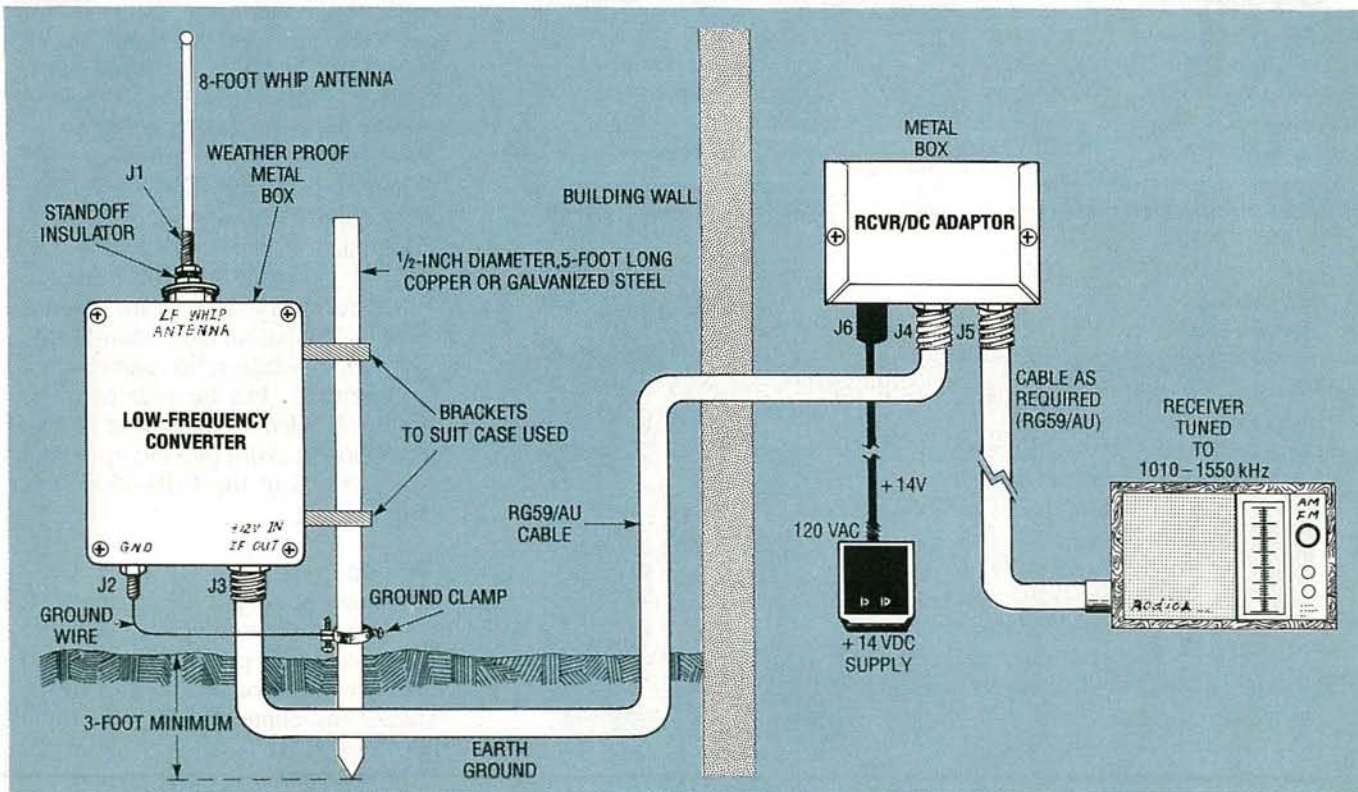 8-FOOT WHIP ANTENNA
J1
WEATHER PROOF
METAL
BOX
STANDOFF
INSULATOR
LF WHIP
ANTENNA
LOW-FREQUENCY
CONVERTER
GND
+12V IN
IF OUT
J2
J3
GROUND
WIRE
3-FOOT MINIMUM
1/2-INCH DIAMETER, 5-FOOT LONG
COPPER OR GALVANIZED STEEL
BRACKETS
TO SUIT CASE USED
RG59/AU
CABLE
GROUND CLAMP
EARTH
GROUND
BUILDING WALL
METAL
BOX
RCVR/DC ADAPTOR
J6
J4
J5
+ 14V
120 VAC
+ 14 VDC
SUPPLY
CABLE AS
REQUIRED
(RG59/AU)
RECEIVER
TUNED
TO
1010–1550 kHz
AM
FM